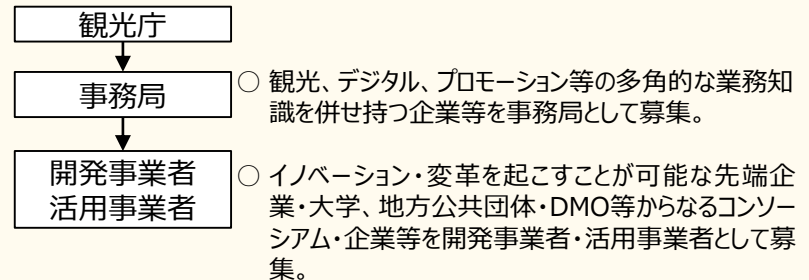 観光庁
事務局
○ 観光、デジタル、プロモーション等の多角的な業務知
識を併せ持つ企業等を事務局として募集。
開発事業者
活用事業者
○ イノベーション・変革を起こすことが可能な先端企
業・大学、地方公共団体・DMO等からなるコンソー
シアム・企業等を開発事業者・活用事業者として募
集。